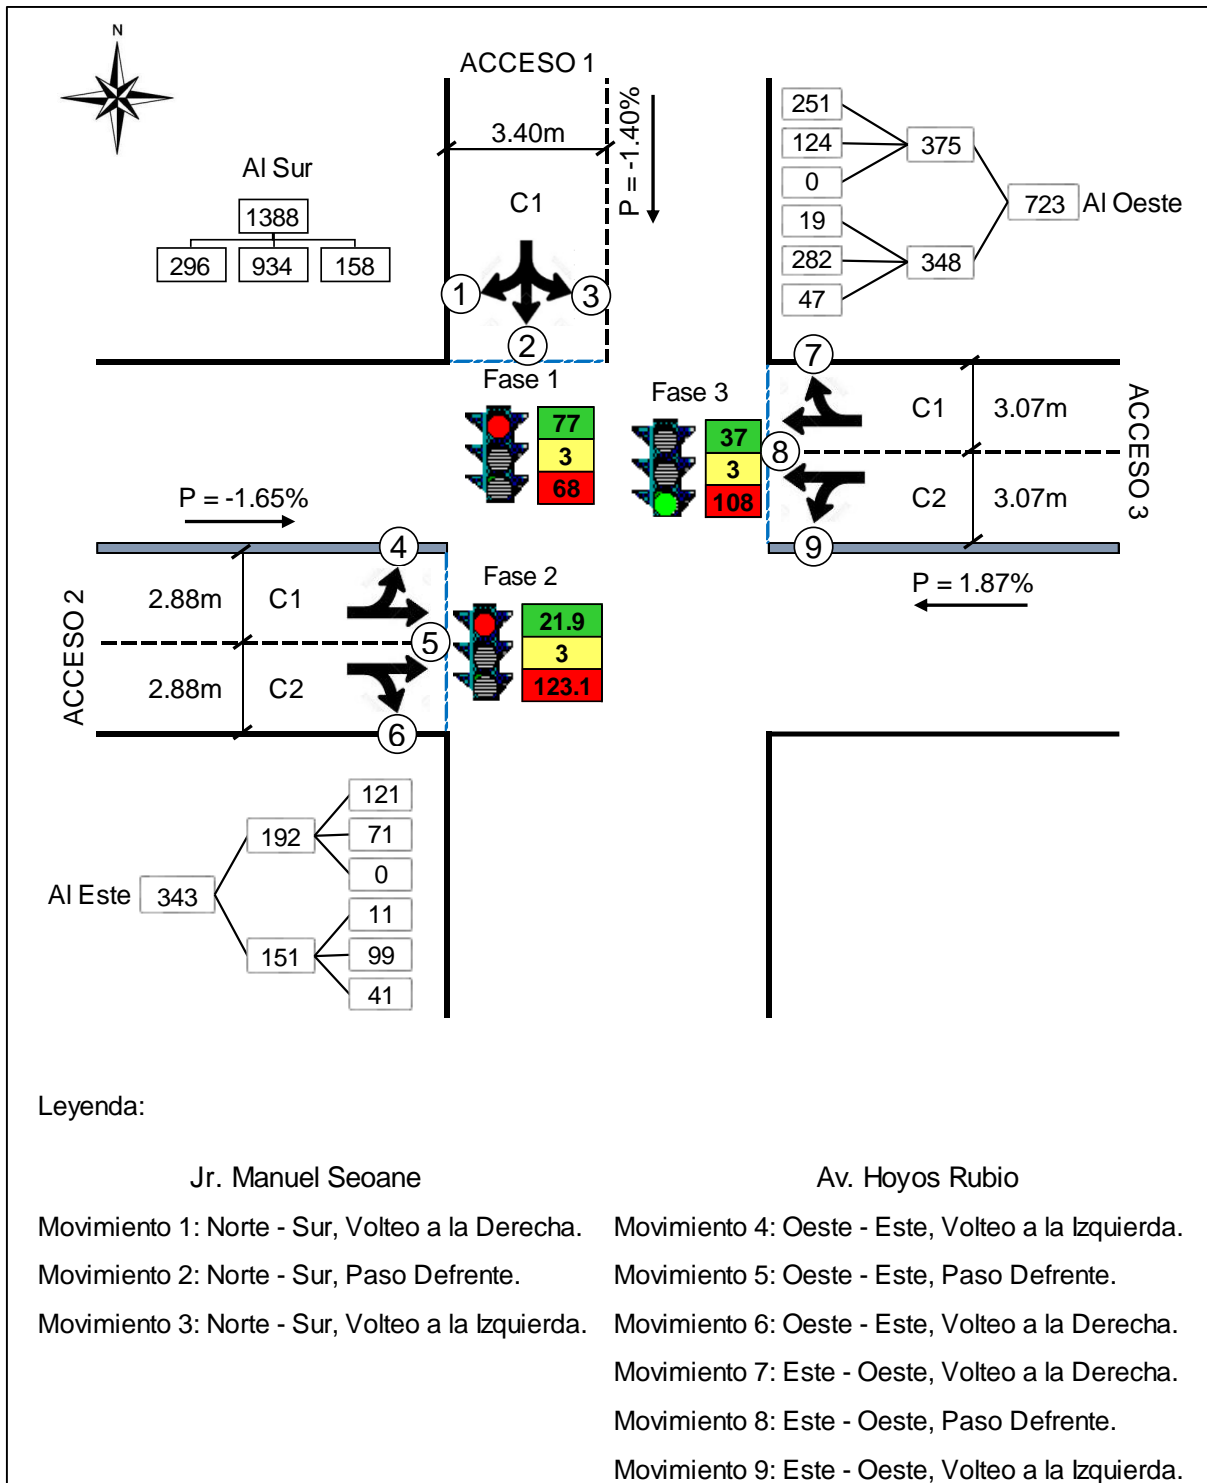 N
ACCESO 1
3.40m
P = -1.40%
C1
1
2
3
Al Sur
1388
296 934 158
251
124
0
19
282
47
375
348
723
Al Oeste
Fase 1
77
3
68
Fase 3
37
3
108
7
8
9
C1 3.07m
C2 3.07m
ACCESO 3
P = 1.87%
P = -1.65%
ACCESO 2
2.88m C1
2.88m C2
4
5
6
Fase 2
21.9
3
123.1
Al Este
343
192
151
121
71
0
11
99
41
Leyenda:
Jr. Manuel Seoane
Movimiento 1: Norte - Sur, Volteo a la Derecha.
Movimiento 2: Norte - Sur, Paso Defrente.
Movimiento 3: Norte - Sur, Volteo a la Izquierda.
Av. Hoyos Rubio
Movimiento 4: Oeste - Este, Volteo a la Izquierda.
Movimiento 5: Oeste - Este, Paso Defrente.
Movimiento 6: Oeste - Este, Volteo a la Derecha.
Movimiento 7: Este - Oeste, Volteo a la Derecha.
Movimiento 8: Este - Oeste, Paso Defrente.
Movimiento 9: Este - Oeste, Volteo a la Izquierda.